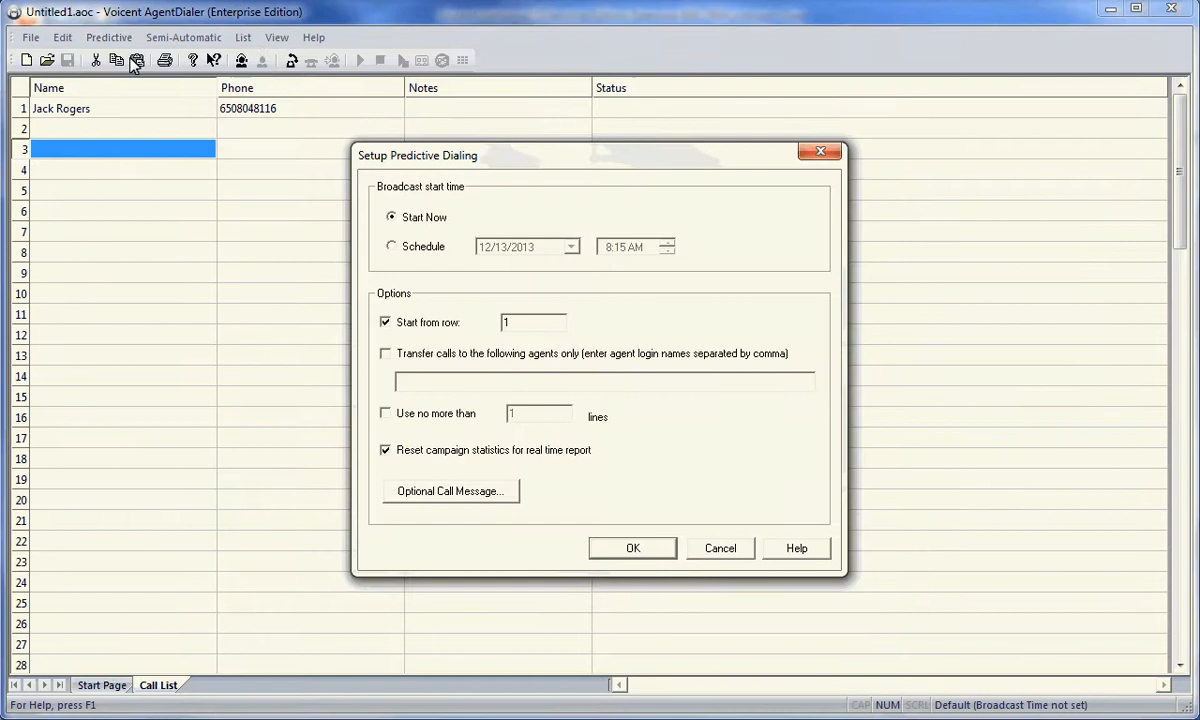 Untitled1.aoc - Voicent AgentDialer (Enterprise Edition)
File Edit Predictive Semi-Automatic List View Help
Name Phone Notes Status
1 Jack Rogers 6508048116
2
3
4
5
6
7
8
9
10
11
12
13
14
15
16
17
18
19
20
21
22
23
24
25
26
27
28
Setup Predictive Dialing
Broadcast start time
Start Now
Schedule 12/13/2013 8:15 AM
Options
Start from row: 1
Transfer calls to the following agents only (enter agent login names separated by comma)
Use no more than 1 lines
Reset campaign statistics for real time report
Optional Call Message...
OK Cancel Help
Start Page Call List
For Help, press F1 CAP NUM SCRL Default (Broadcast Time not set)